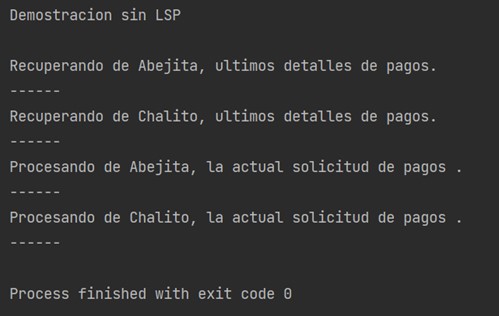 Demostracion sin LSP
Recuperando de Abejita, ultimos detalles de pagos.
------
Recuperando de Chalito, ultimos detalles de pagos.
------
Procesando de Abejita, la actual solicitud de pagos .
------
Procesando de Chalito, la actual solicitud de pagos .
------
Process finished with exit code 0